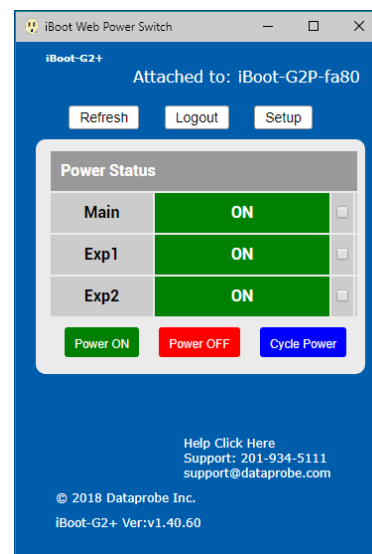 iBoot Web Power Switch
iBoot-G2+
Attached to: iBoot-G2P-fa80
Refresh Logout Setup
Power Status
Main ON
Exp1 ON
Exp2 ON
Power ON Power OFF Cycle Power
Help Click Here
Support: 201-934-5111
support@dataprobe.com
© 2018 Dataprobe Inc.
iBoot-G2+ Ver:v1.40.60